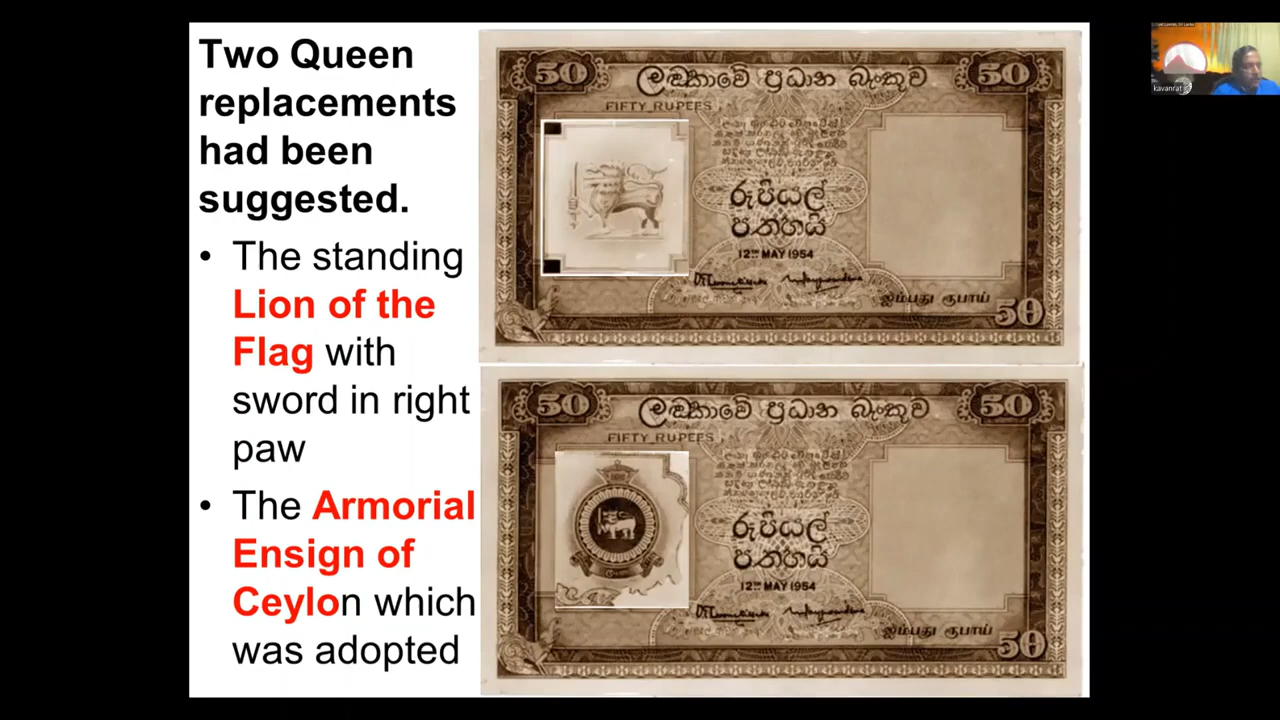 Two Queen
replacements
had been
suggested.
• The standing
Lion of the
Flag with
sword in right
paw
• The Armorial
Ensign of
Ceylon which
was adopted
50
ලංකාවේ ප්‍රධාන බැංකුව
50
FIFTY RUPEES
රුපියල්
පනහයි
12TH MAY 1954
ஐம்பது ரூபாய்
50
50
ලංකාවේ ප්‍රධාන බැංකුව
50
FIFTY RUPEES
රුපියල්
පනහයි
12TH MAY 1954
ஐம்பது ரூபாய்
50
kavanrat